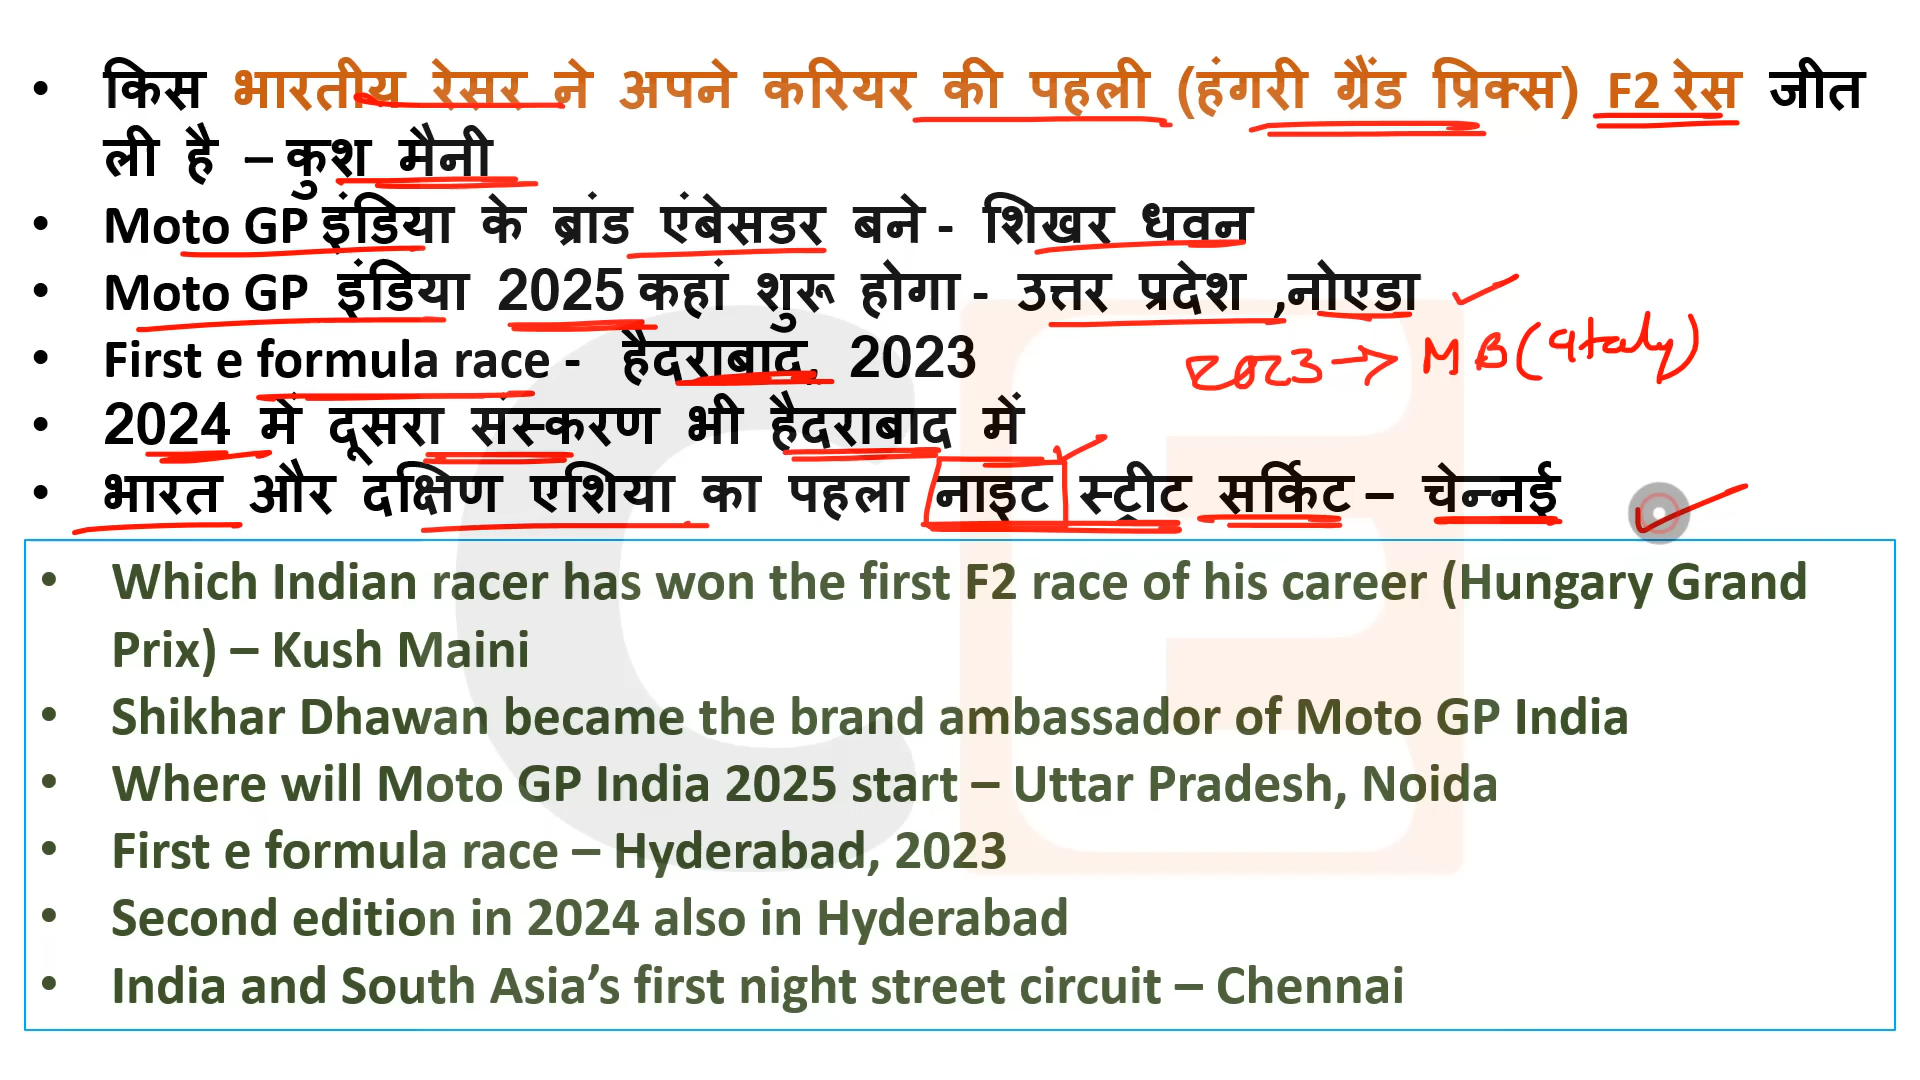 • किस भारतीय रेसर ने अपने करियर की पहली (हंगरी ग्रैंड प्रिक्स) F2 रेस जीत
ली है – कुश मैनी
• Moto GP इंडिया के ब्रांड एंबेसडर बने - शिखर धवन
• Moto GP इंडिया 2025 कहां शुरू होगा - उत्तर प्रदेश ,नोएडा
• First e formula race - हैदराबाद, 2023
2023 → MB (Italy)
• 2024 में दूसरा संस्करण भी हैदराबाद में
• भारत और दक्षिण एशिया का पहला नाइट स्ट्रीट सर्किट – चेन्नई
• Which Indian racer has won the first F2 race of his career (Hungary Grand
Prix) – Kush Maini
• Shikhar Dhawan became the brand ambassador of Moto GP India
• Where will Moto GP India 2025 start – Uttar Pradesh, Noida
• First e formula race – Hyderabad, 2023
• Second edition in 2024 also in Hyderabad
• India and South Asia’s first night street circuit – Chennai